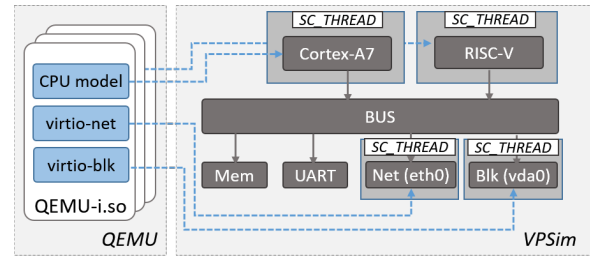 SC_THREAD
SC_THREAD
CPU model
Cortex-A7
RISC-V
virtio-net
BUS
virtio-blk
SC_THREAD
SC_THREAD
Mem
UART
Net (eth0)
Blk (vda0)
QEMU-i.so
QEMU
VPSim